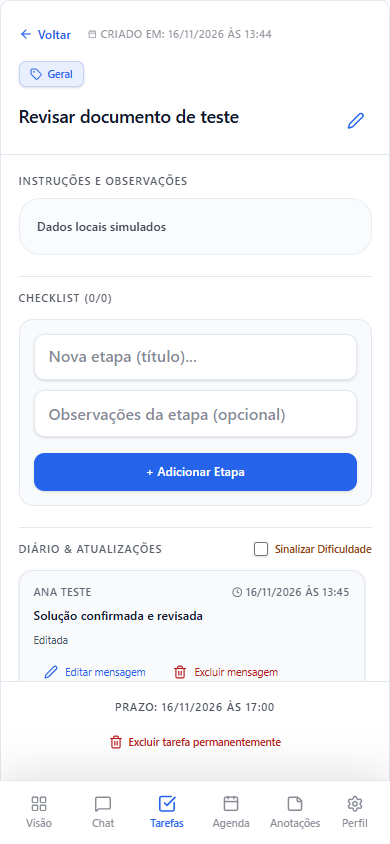 Voltar
CRIADO EM: 16/11/2026 ÀS 13:44
Geral
Revisar documento de teste
INSTRUÇÕES E OBSERVAÇÕES
Dados locais simulados
CHECKLIST (0/0)
Nova etapa (título)...
Observações da etapa (opcional)
+ Adicionar Etapa
DIÁRIO & ATUALIZAÇÕES
Sinalizar Dificuldade
ANA TESTE
16/11/2026 ÀS 13:45
Solução confirmada e revisada
Editada
Editar mensagem
Excluir mensagem
PRAZO: 16/11/2026 ÀS 17:00
Excluir tarefa permanentemente
Visão
Chat
Tarefas
Agenda
Anotações
Perfil